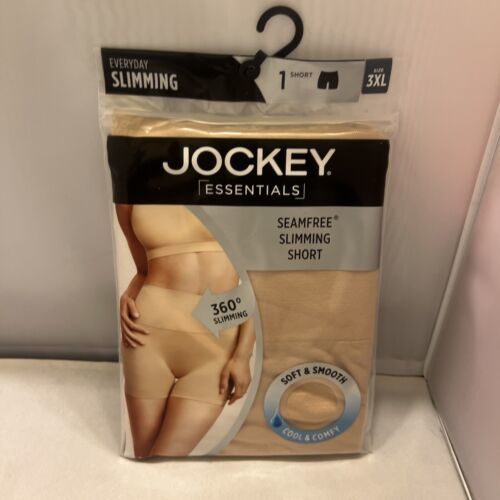 EVERYDAY
SLIMMING
1 SHORT
SIZE
3XL
JOCKEY®
ESSENTIALS
SEAMFREE®
SLIMMING
SHORT
360°
SLIMMING
SOFT & SMOOTH
COOL & COMFY